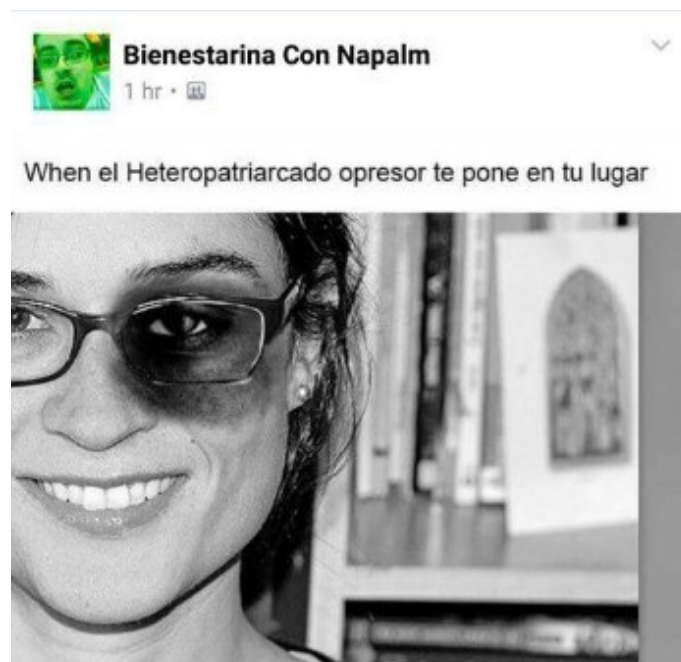 Bienestarina Con Napalm
1 hr •
When el Heteropatriarcado opresor te pone en tu lugar